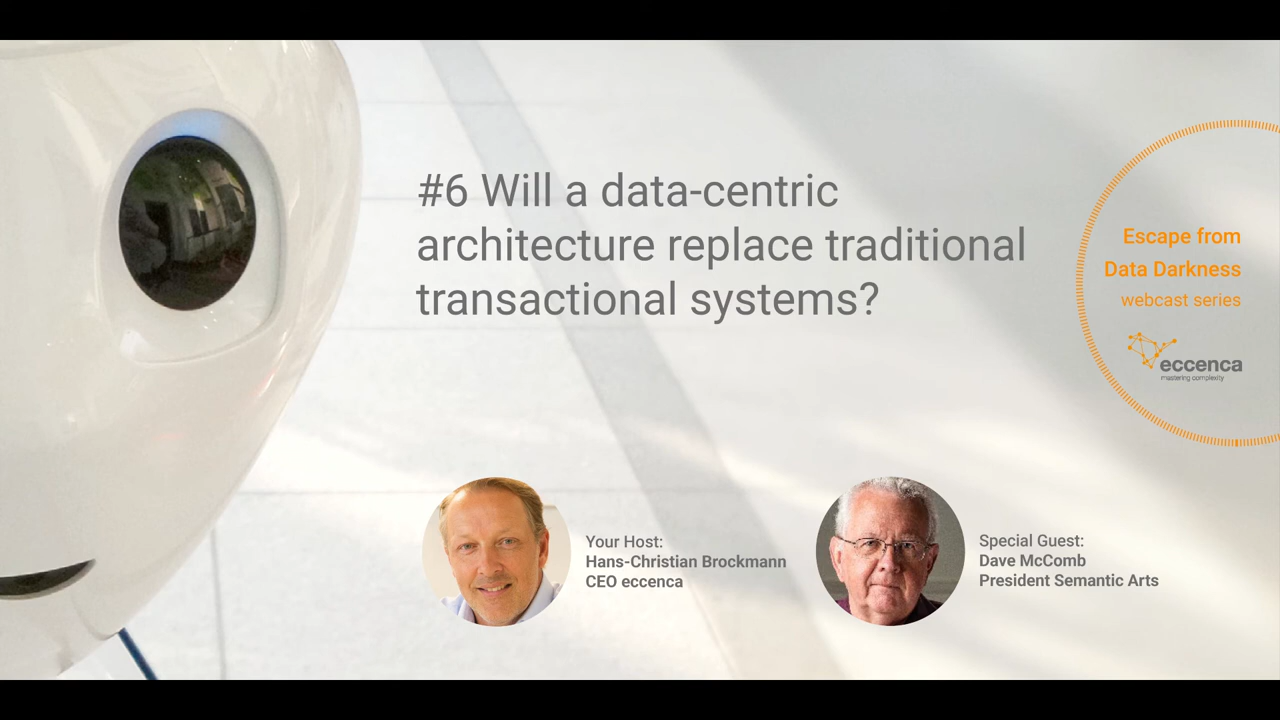 #6 Will a data-centric
architecture replace traditional
transactional systems?
Escape from
Data Darkness
webcast series
eccenca
mastering complexity
Your Host:
Hans-Christian Brockmann
CEO eccenca
Special Guest:
Dave McComb
President Semantic Arts